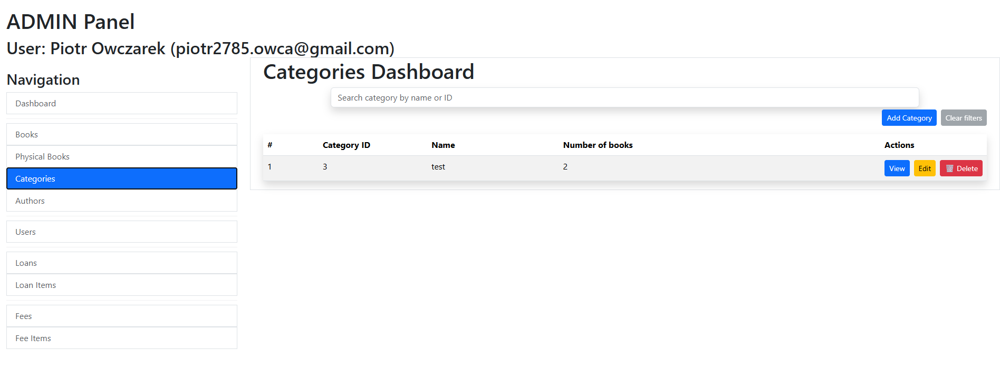 ADMIN Panel
User: Piotr Owczarek (piotr2785.owca@gmail.com)
Navigation
Dashboard
Books
Physical Books
Categories
Authors
Users
Loans
Loan Items
Fees
Fee Items
Categories Dashboard
Search category by name or ID
Add Category Clear filters
# Category ID Name Number of books Actions
1 3 test 2 View Edit Delete